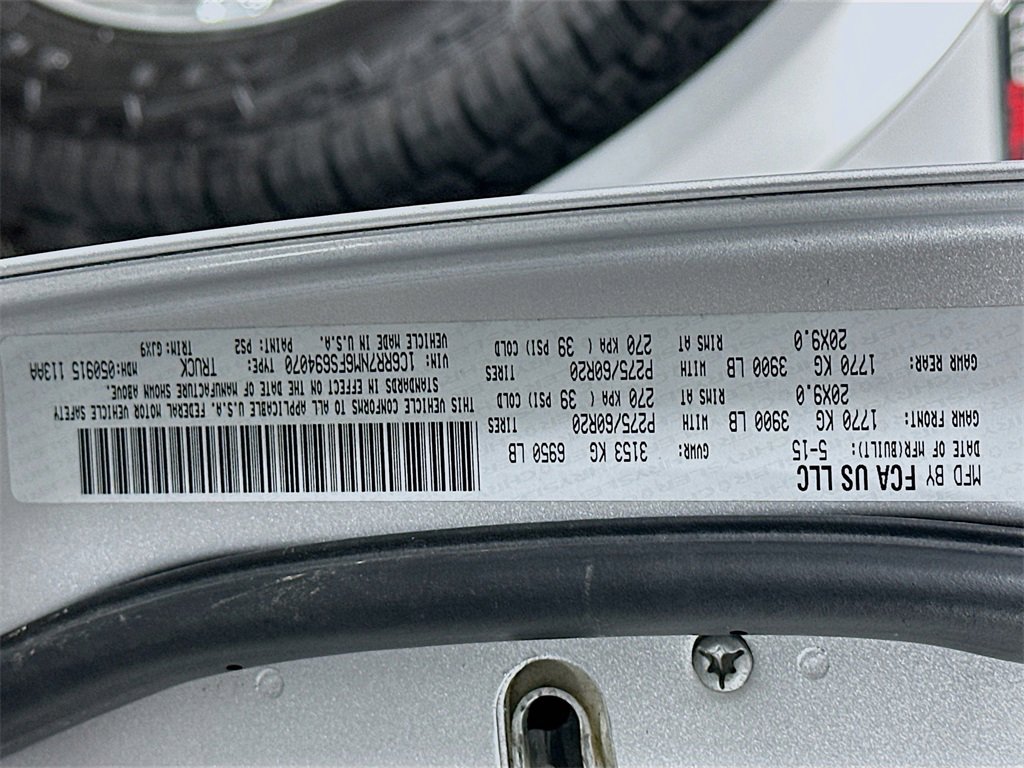 MFD BY FCA US LLC
DATE OF MFR(BUILT): 5-15 GVWR: 3153 KG 6950 LB
GAWR FRONT: 1770 KG 3900 LB WITH P275/60R20 TIRES
20X9.0 RIMS AT 270 KPA ( 39 PSI) COLD
GAWR REAR: 1770 KG 3900 LB WITH P275/60R20 TIRES
20X9.0 RIMS AT 270 KPA ( 39 PSI) COLD
THIS VEHICLE CONFORMS TO ALL APPLICABLE U.S.A. FEDERAL MOTOR VEHICLE SAFETY
STANDARDS IN EFFECT ON THE DATE OF MANUFACTURE SHOWN ABOVE.
VIN: 1C6RR7NM6FS694070 TYPE: TRUCK MDH: 050915 113AA
VEHICLE MADE IN U.S.A. PAINT: PS2 TRIM: GJX9